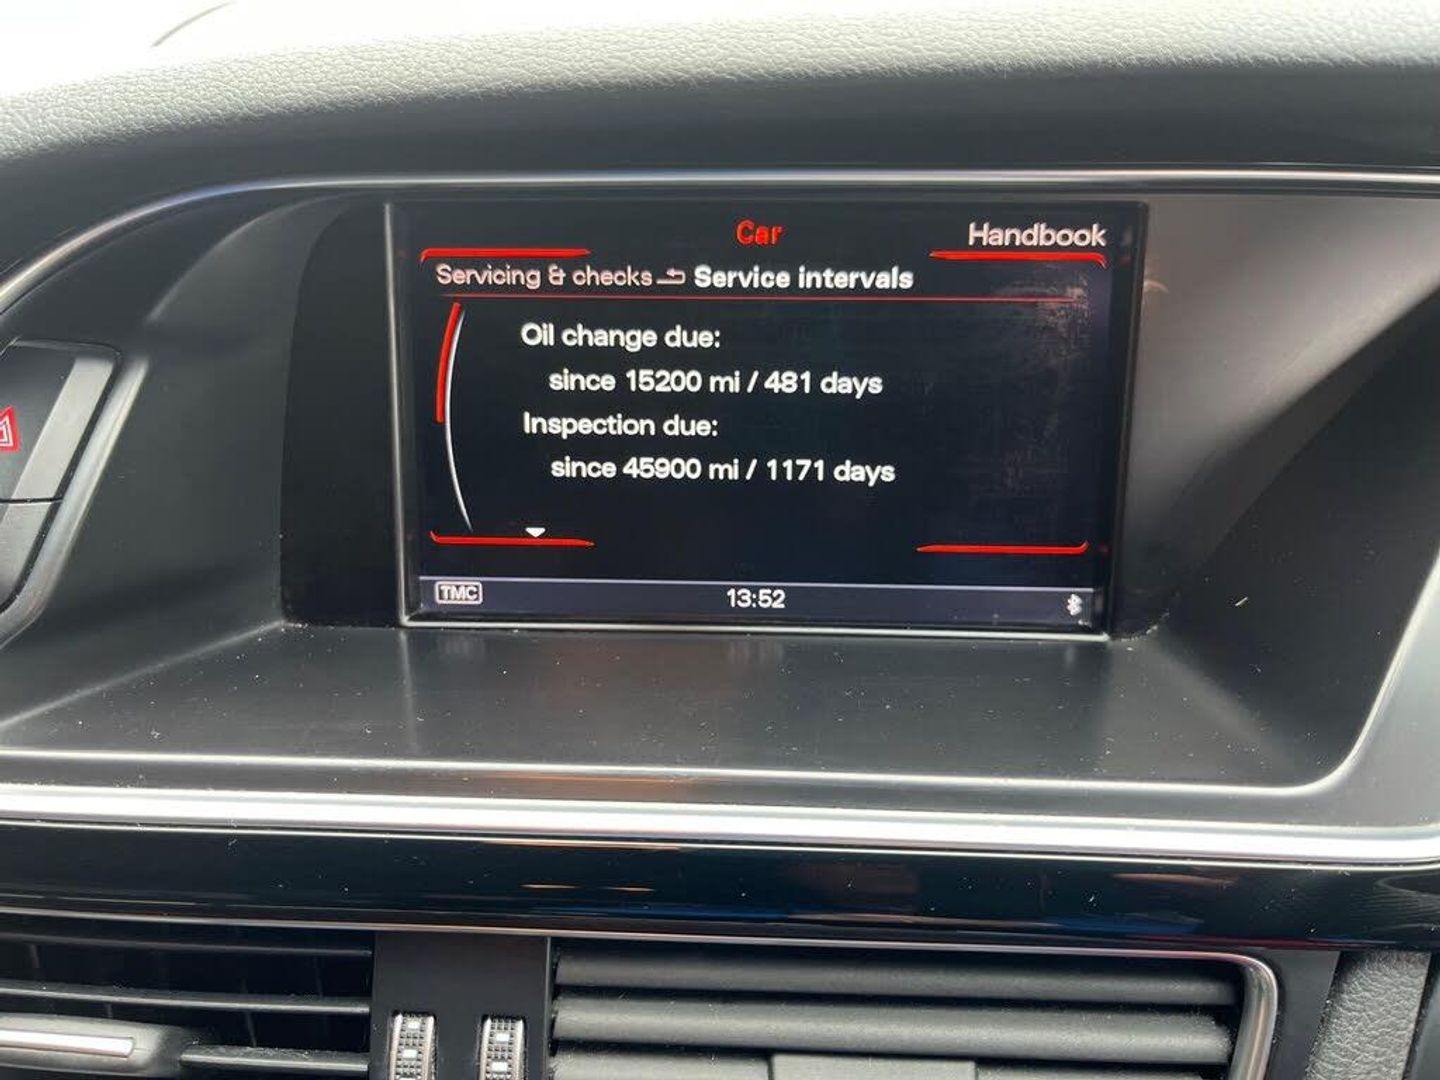 Car
Handbook
Servicing & checks Service intervals
Oil change due:
since 15200 mi / 481 days
Inspection due:
since 45900 mi / 1171 days
TMC
13:52